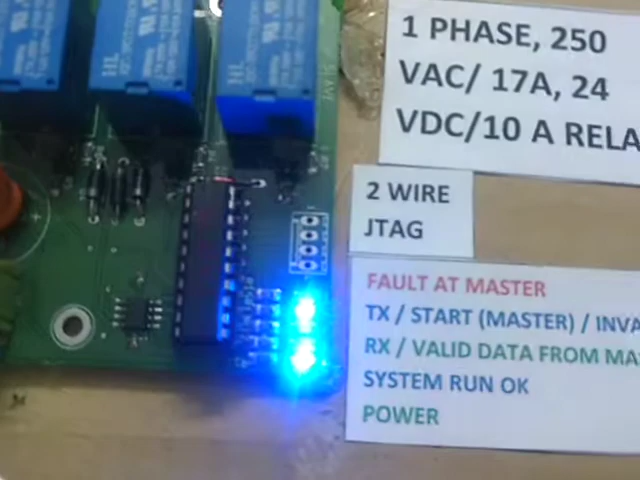 1 PHASE, 250
VAC/ 17A, 24
VDC/10 A RELA
2 WIRE
JTAG
FAULT AT MASTER
TX / START (MASTER) / INVA
RX / VALID DATA FROM MAS
SYSTEM RUN OK
POWER